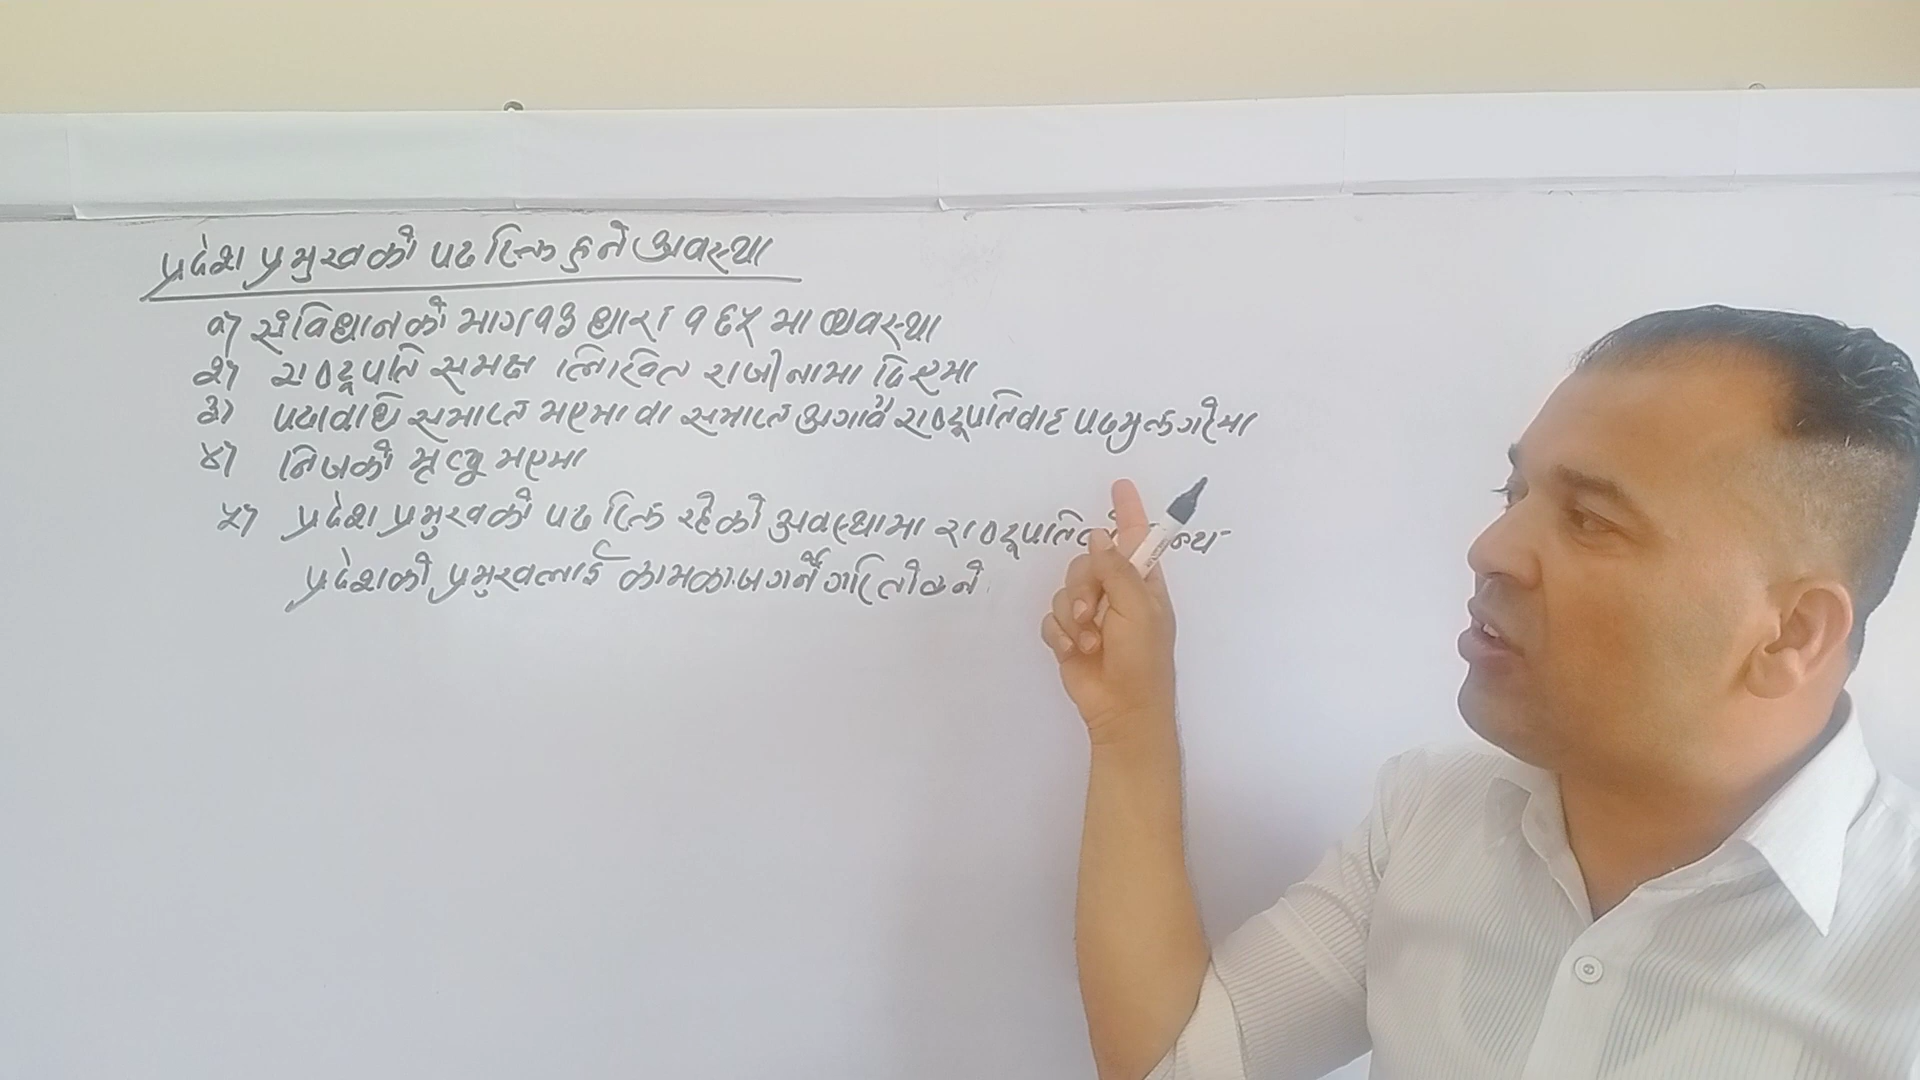 प्रदेश प्रमुखको पद रिक्त हुने अवस्था
१) संविधानको भाग १३ धारा १६५ मा व्यवस्था
२) राष्ट्रपति समक्ष लिखित राजीनामा दिएमा
३) पदावधि समाप्त भएमा वा समाप्त अगावै राष्ट्रपतिबाट पदमुक्त गरेमा
४) निजको मृत्यु भएमा
५) प्रदेश प्रमुखको पद रिक्त रहेको अवस्थामा
प्रदेशको प्रमुखलाई कामकाज गर्ने गरि तोक्ने